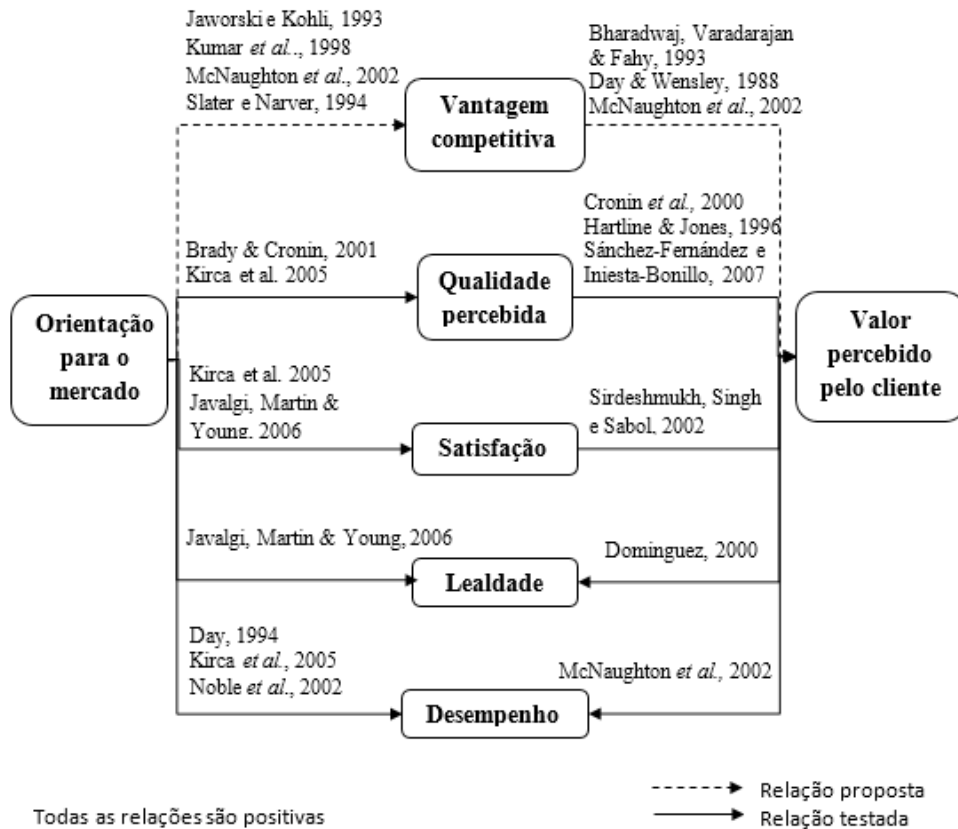 Jaworski e Kohli, 1993
Kumar et al.., 1998
McNaughton et al., 2002
Slater e Narver, 1994
Vantagem
competitiva
Bharadwaj, Varadarajan
& Fahy, 1993
Day & Wensley, 1988
McNaughton et al., 2002
Brady & Cronin, 2001
Kirca et al. 2005
Qualidade
percebida
Cronin et al., 2000
Hartline & Jones, 1996
Sánchez-Fernández e
Iniesta-Bonillo, 2007
Orientação
para o
mercado
Valor
percebido
pelo cliente
Kirca et al. 2005
Javalgi, Martin &
Young, 2006
Satisfação
Sirdeshmukh, Singh
e Sabol, 2002
Javalgi, Martin & Young, 2006
Lealdade
Dominguez, 2000
Day, 1994
Kirca et al., 2005
Noble et al., 2002
Desempenho
McNaughton et al., 2002
Todas as relações são positivas
Relação proposta
Relação testada